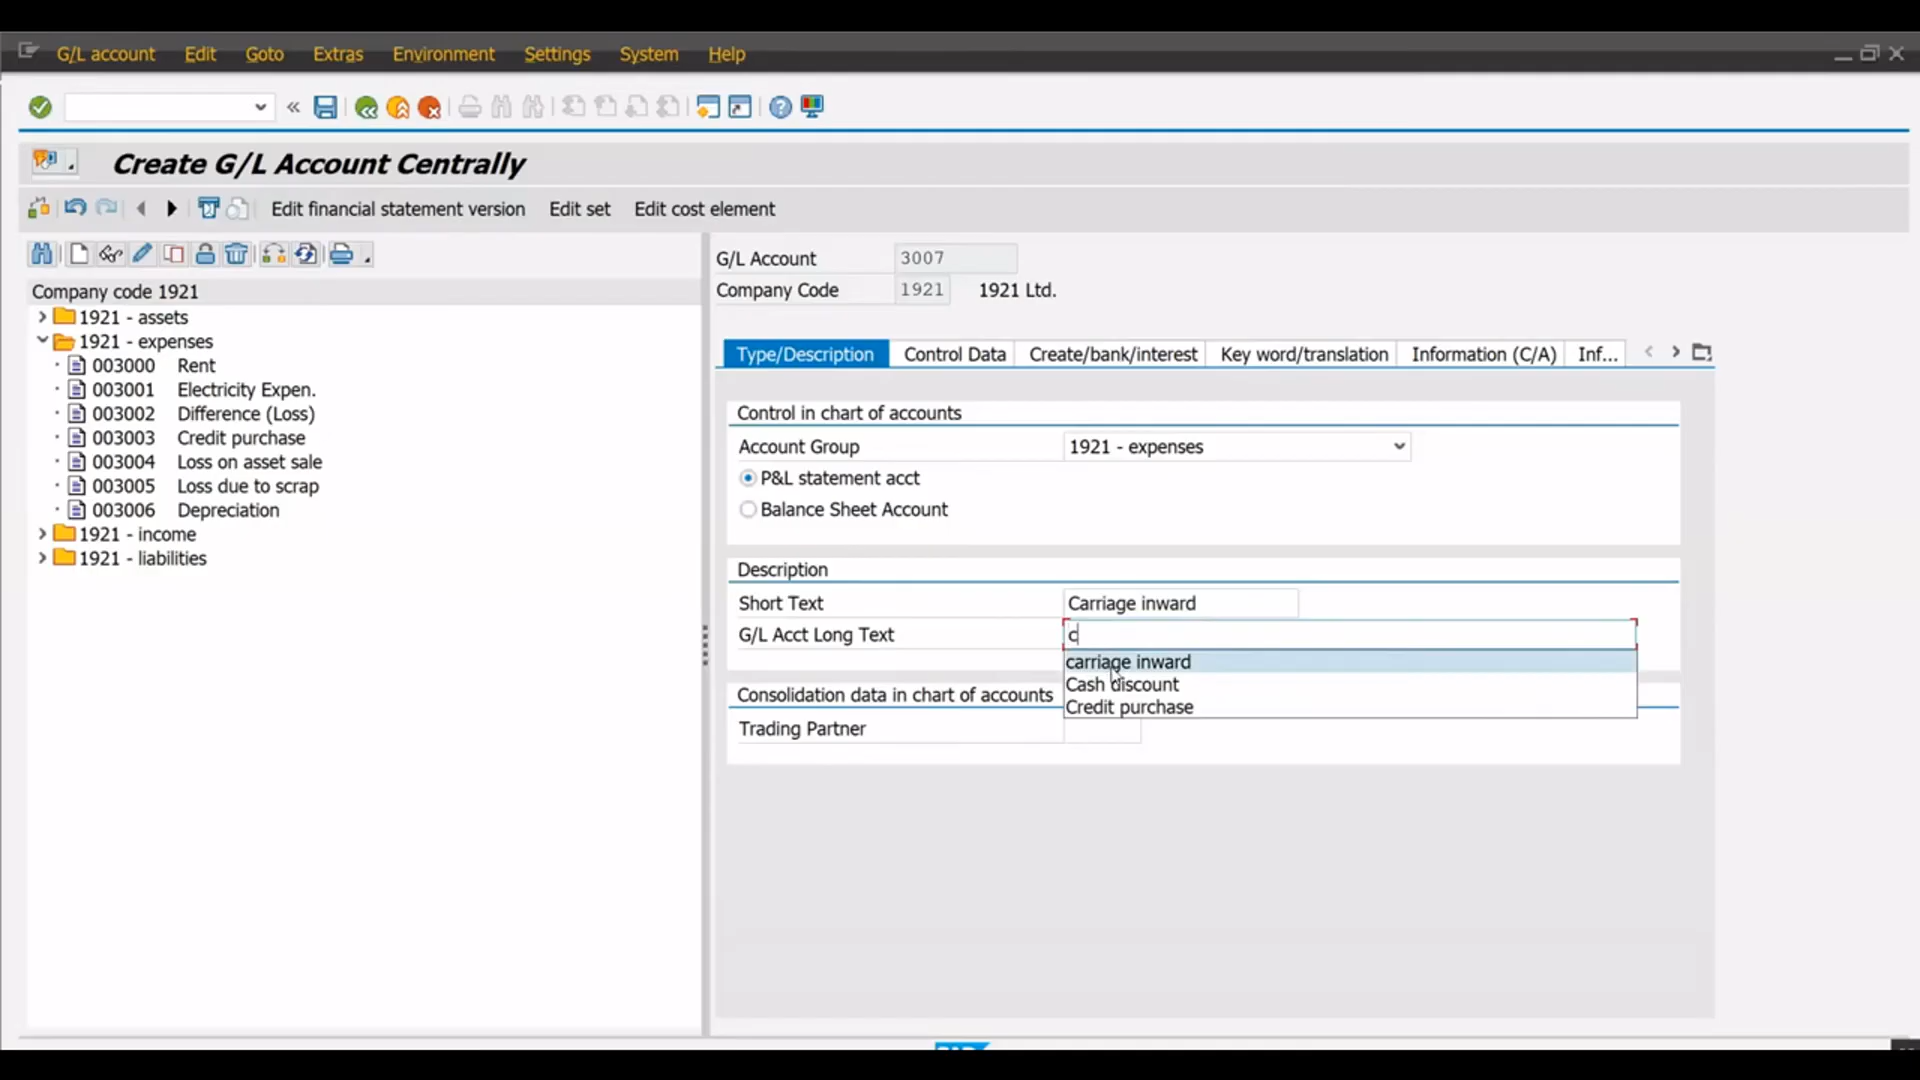 G/L account Edit Goto Extras Environment Settings System Help
Create G/L Account Centrally
Edit financial statement version Edit set Edit cost element
Company code 1921
1921 - assets
1921 - expenses
003000 Rent
003001 Electricity Expen.
003002 Difference (Loss)
003003 Credit purchase
003004 Loss on asset sale
003005 Loss due to scrap
003006 Depreciation
1921 - income
1921 - liabilities
G/L Account 3007
Company Code 1921 1921 Ltd.
Type/Description Control Data Create/bank/interest Key word/translation Information (C/A) Inf...
Control in chart of accounts
Account Group 1921 - expenses
P&L statement acct
Balance Sheet Account
Description
Short Text Carriage inward
G/L Acct Long Text c
carriage inward
Cash discount
Credit purchase
Consolidation data in chart of accounts
Trading Partner